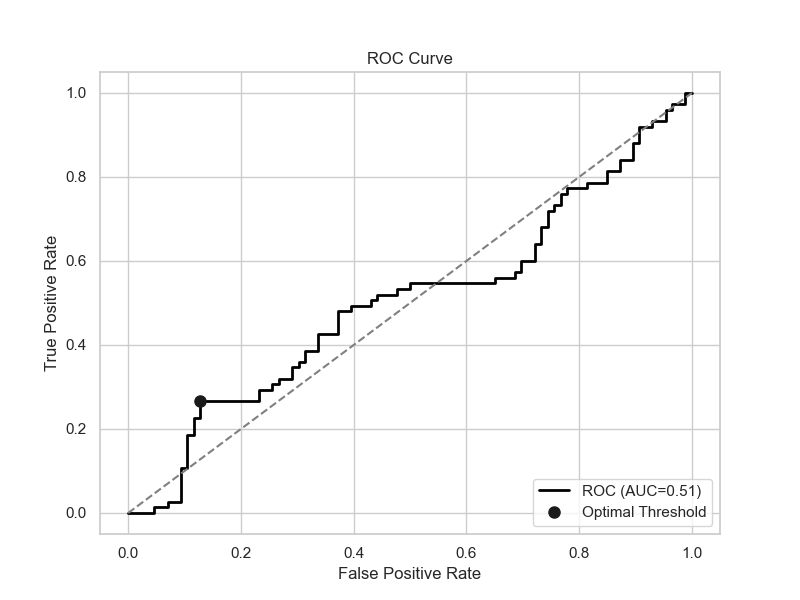 ROC Curve
True Positive Rate
1.0
0.8
0.6
0.4
0.2
0.0
ROC (AUC=0.51)
Optimal Threshold
0.0 0.2 0.4 0.6 0.8 1.0
False Positive Rate